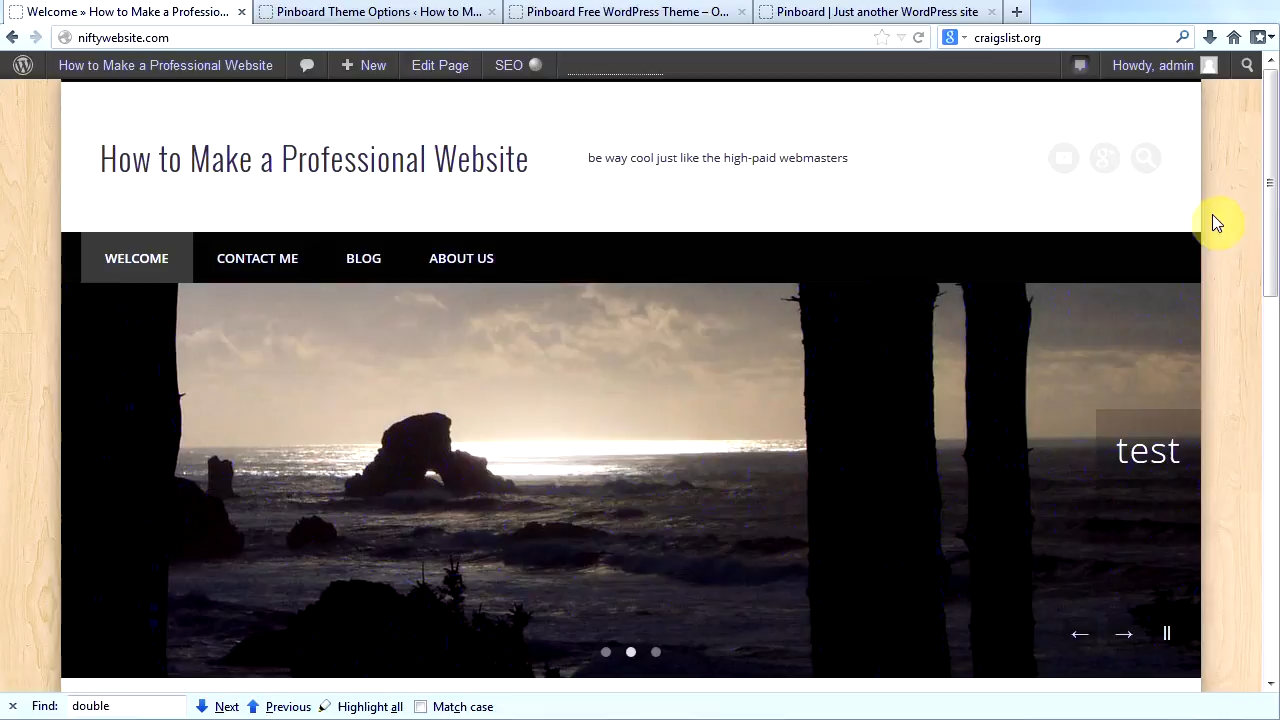 Welcome » How to Make a Professio...
Pinboard Theme Options ‹ How to M...
Pinboard Free WordPress Theme – O...
Pinboard | Just another WordPress site
niftywebsite.com
craigslist.org
How to Make a Professional Website
New
Edit Page
SEO
Howdy, admin
How to Make a Professional Website
be way cool just like the high-paid webmasters
WELCOME
CONTACT ME
BLOG
ABOUT US
test
Find:
double
Next
Previous
Highlight all
Match case